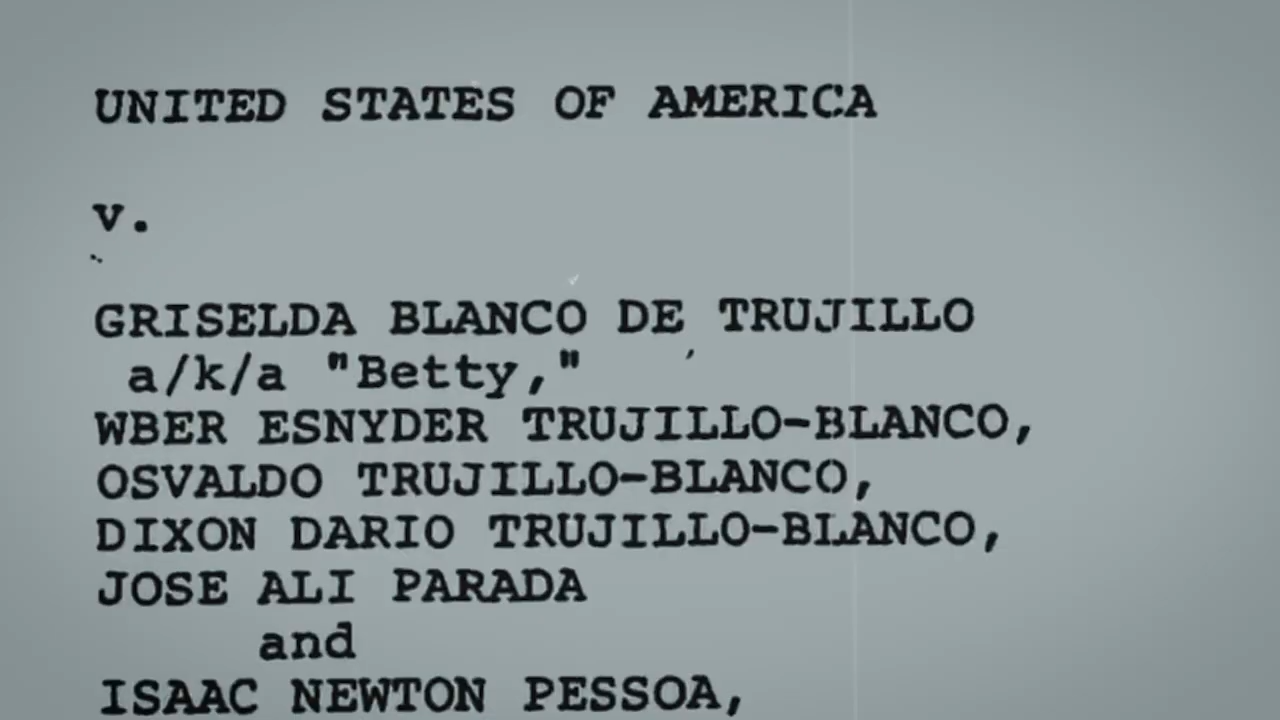 UNITED STATES OF AMERICA
v.
GRISELDA BLANCO DE TRUJILLO
a/k/a "Betty,"
WBER ESNYDER TRUJILLO-BLANCO,
OSVALDO TRUJILLO-BLANCO,
DIXON DARIO TRUJILLO-BLANCO,
JOSE ALI PARADA
and
ISAAC NEWTON PESSOA,